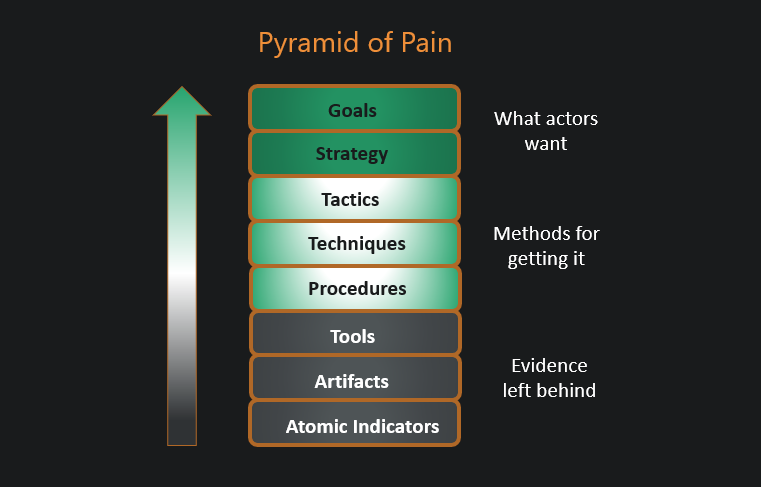 Pyramid of Pain
Goals
Strategy
Tactics
Techniques
Procedures
Tools
Artifacts
Atomic Indicators
What actors
want
Methods for
getting it
Evidence
left behind